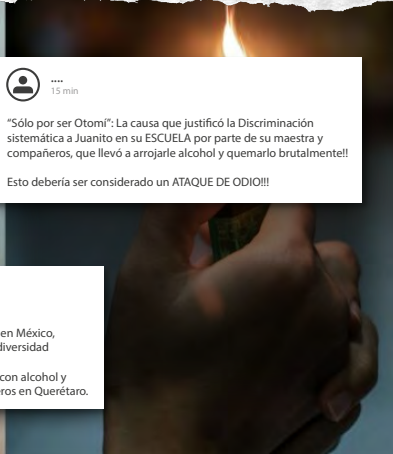 ....
15 min
“Sólo por ser Otomí”: La causa que justificó la Discriminación
sistemática a Juanito en su ESCUELA por parte de su maestra y
compañeros, que llevó a arrojarle alcohol y quemarlo brutalmente!!
Esto debería ser considerado un ATAQUE DE ODIO!!!
en México,
diversidad
con alcohol y
ros en Querétaro.